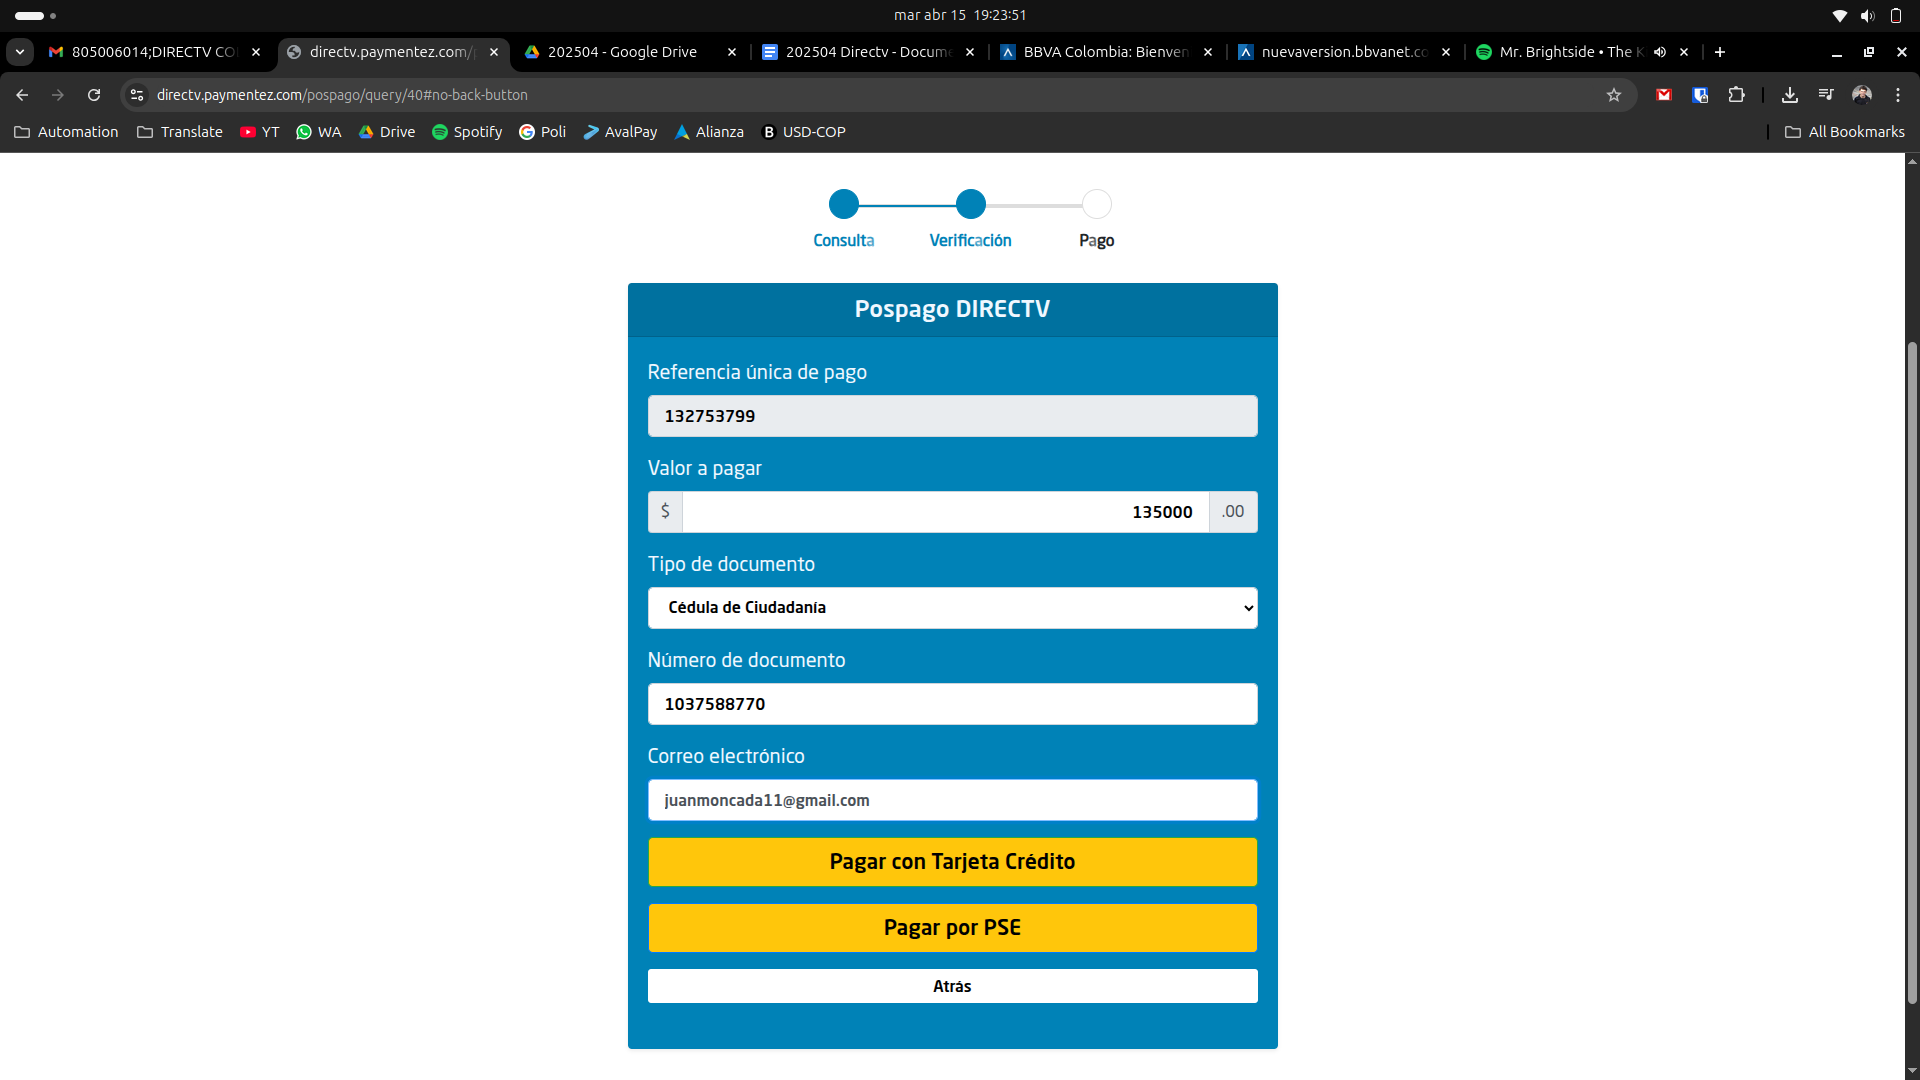 mar abr 15 19:23:51
805006014;DIRECTV CO
directv.paymentez.com/p
202504 - Google Drive
202504 Directv - Docume
BBVA Colombia: Bienven
nuevaversion.bbvanet.co
Mr. Brightside • The K
directv.paymentez.com/pospago/query/40#no-back-button
Automation
Translate
YT
WA
Drive
Spotify
Poli
AvalPay
Alianza
USD-COP
All Bookmarks
Consulta
Verificación
Pago
Pospago DIRECTV
Referencia única de pago
132753799
Valor a pagar
$ 135000 .00
Tipo de documento
Cédula de Ciudadanía
Número de documento
1037588770
Correo electrónico
juanmoncada11@gmail.com
Pagar con Tarjeta Crédito
Pagar por PSE
Atrás